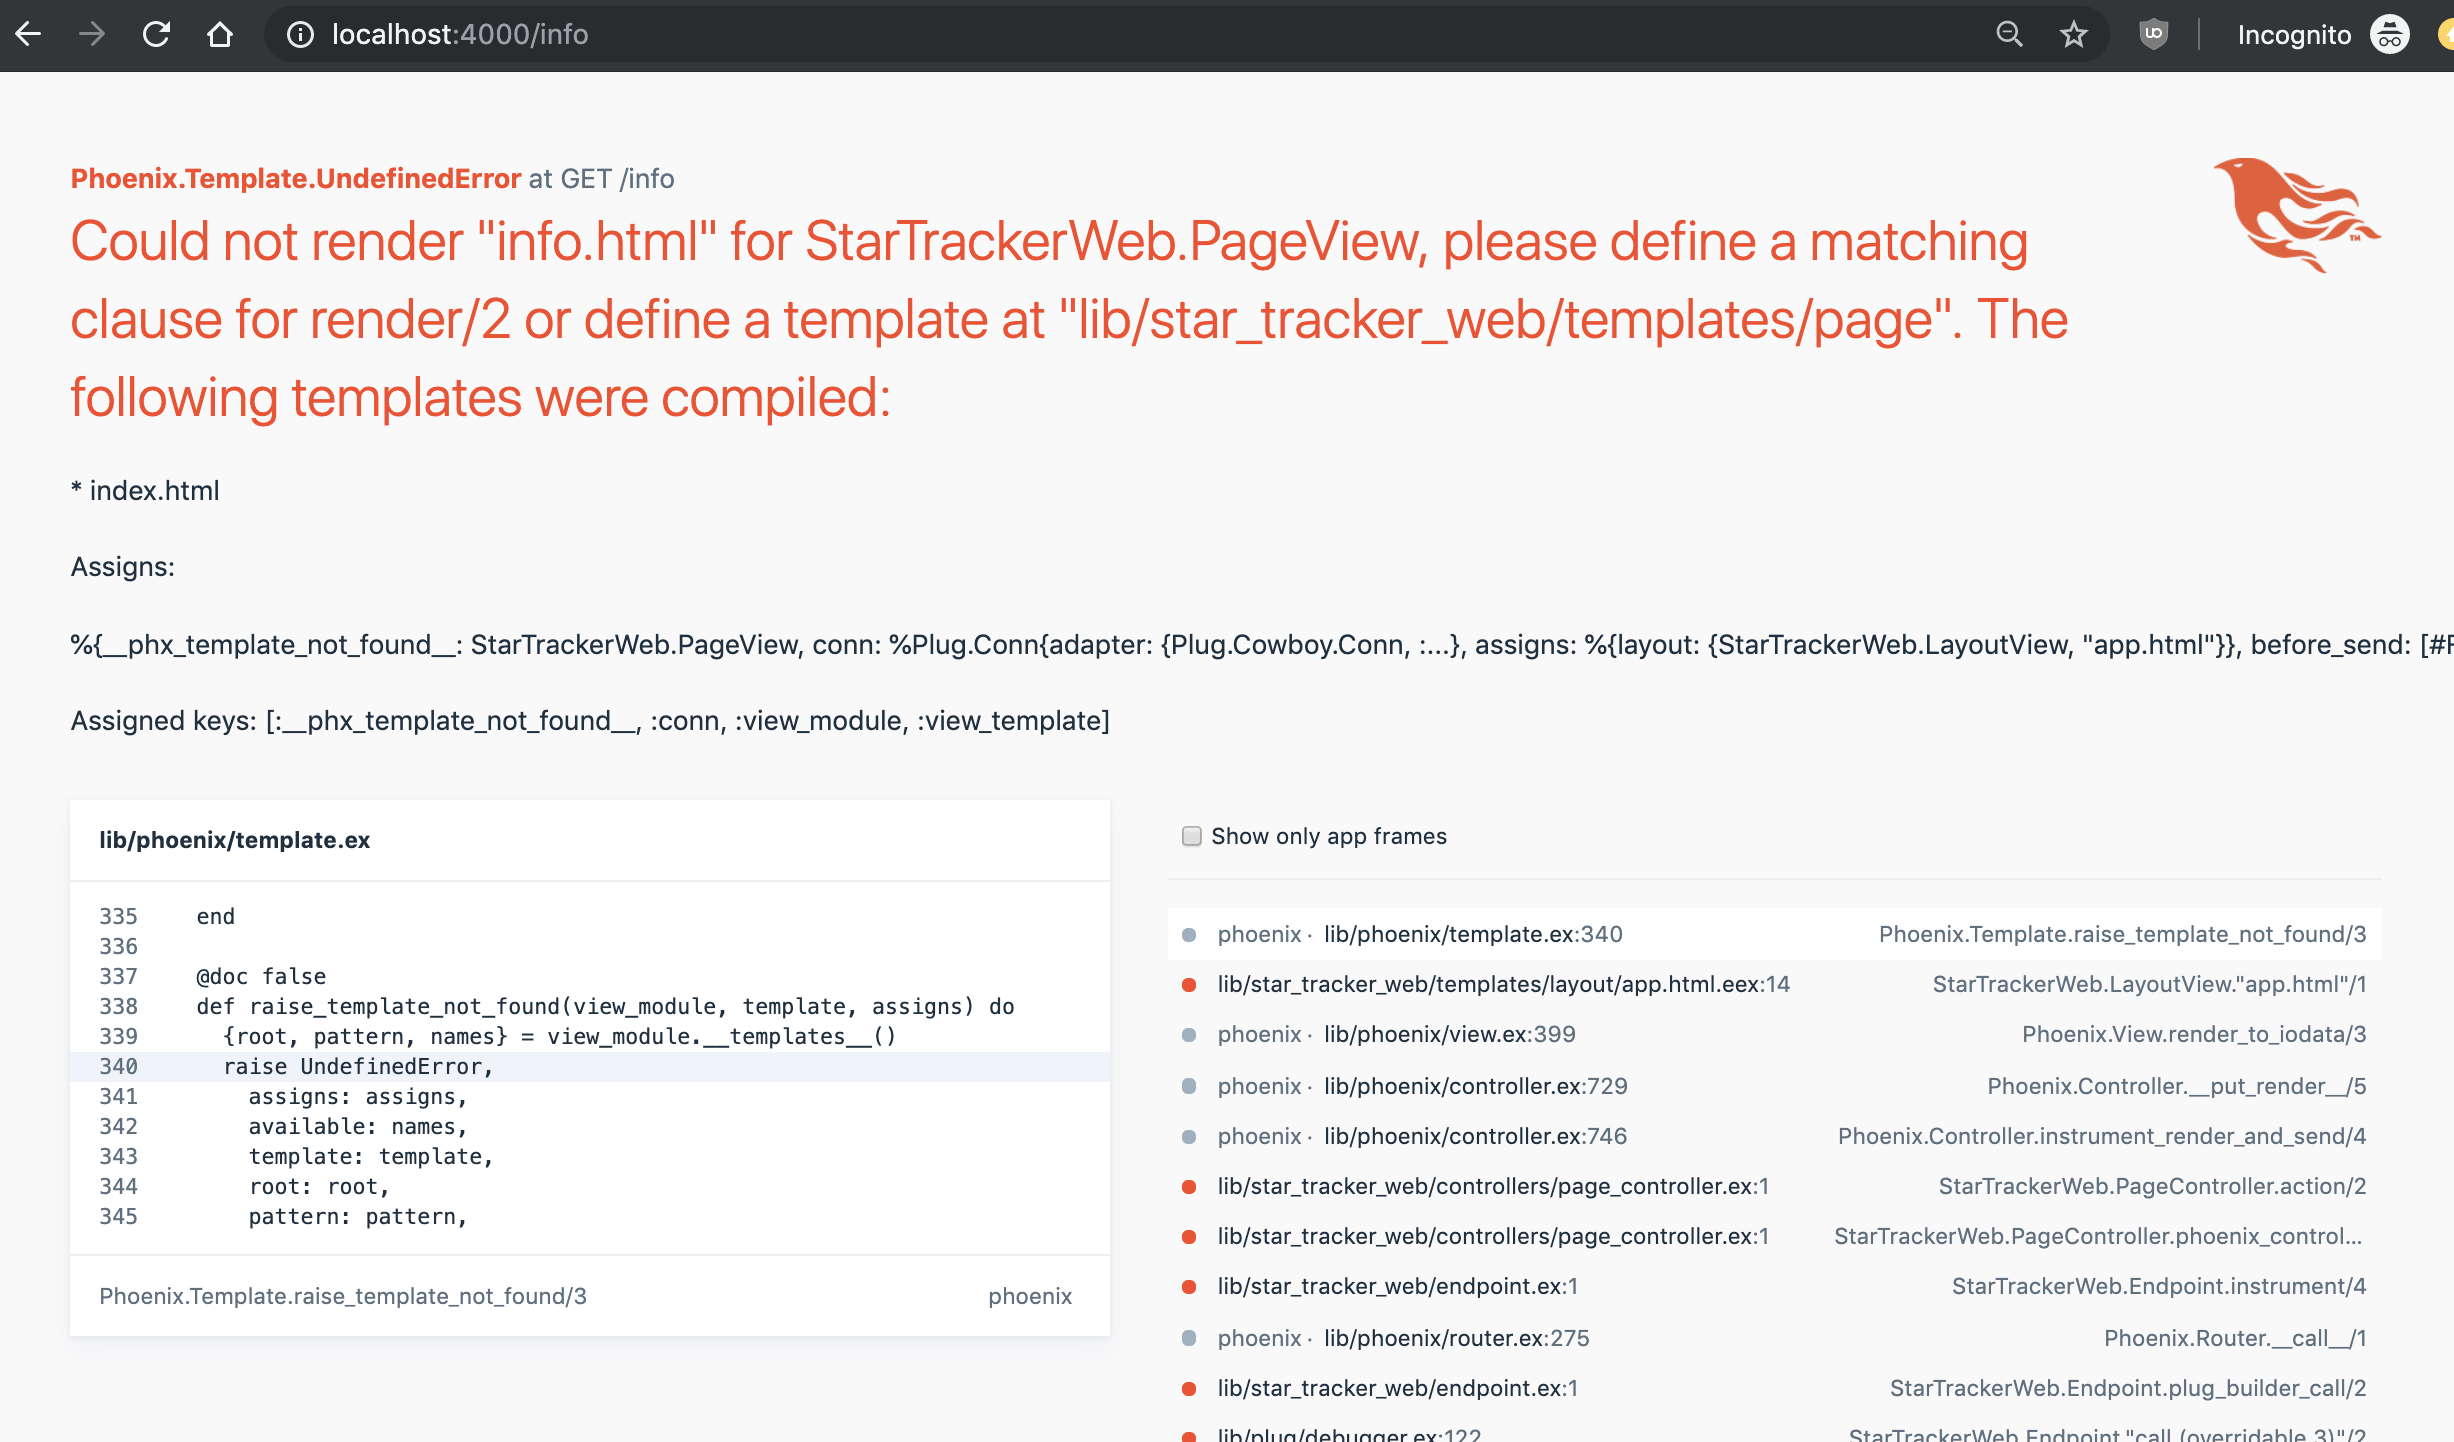 localhost:4000/info
Incognito
Phoenix.Template.UndefinedError at GET /info
Could not render "info.html" for StarTrackerWeb.PageView, please define a matching
clause for render/2 or define a template at "lib/star_tracker_web/templates/page". The
following templates were compiled:
TM
* index.html
Assigns:
%{__phx_template_not_found__: StarTrackerWeb.PageView, conn: %Plug.Conn{adapter: {Plug.Cowboy.Conn, :...}, assigns: %{layout: {StarTrackerWeb.LayoutView, "app.html"}}, before_send: [#F
Assigned keys: [:__phx_template_not_found__, :conn, :view_module, :view_template]
lib/phoenix/template.ex
335 end
336
337 @doc false
338 def raise_template_not_found(view_module, template, assigns) do
339 {root, pattern, names} = view_module.__templates__()
340 raise UndefinedError,
341 assigns: assigns,
342 available: names,
343 template: template,
344 root: root,
345 pattern: pattern,
Phoenix.Template.raise_template_not_found/3 phoenix
Show only app frames
phoenix · lib/phoenix/template.ex:340 Phoenix.Template.raise_template_not_found/3
lib/star_tracker_web/templates/layout/app.html.eex:14 StarTrackerWeb.LayoutView."app.html"/1
phoenix · lib/phoenix/view.ex:399 Phoenix.View.render_to_iodata/3
phoenix · lib/phoenix/controller.ex:729 Phoenix.Controller.__put_render__/5
phoenix · lib/phoenix/controller.ex:746 Phoenix.Controller.instrument_render_and_send/4
lib/star_tracker_web/controllers/page_controller.ex:1 StarTrackerWeb.PageController.action/2
lib/star_tracker_web/controllers/page_controller.ex:1 StarTrackerWeb.PageController.phoenix_control...
lib/star_tracker_web/endpoint.ex:1 StarTrackerWeb.Endpoint.instrument/4
phoenix · lib/phoenix/router.ex:275 Phoenix.Router.__call__/1
lib/star_tracker_web/endpoint.ex:1 StarTrackerWeb.Endpoint.plug_builder_call/2
lib/plug/debugger.ex:122 StarTrackerWeb.Endpoint."call (overridable 3)"/2